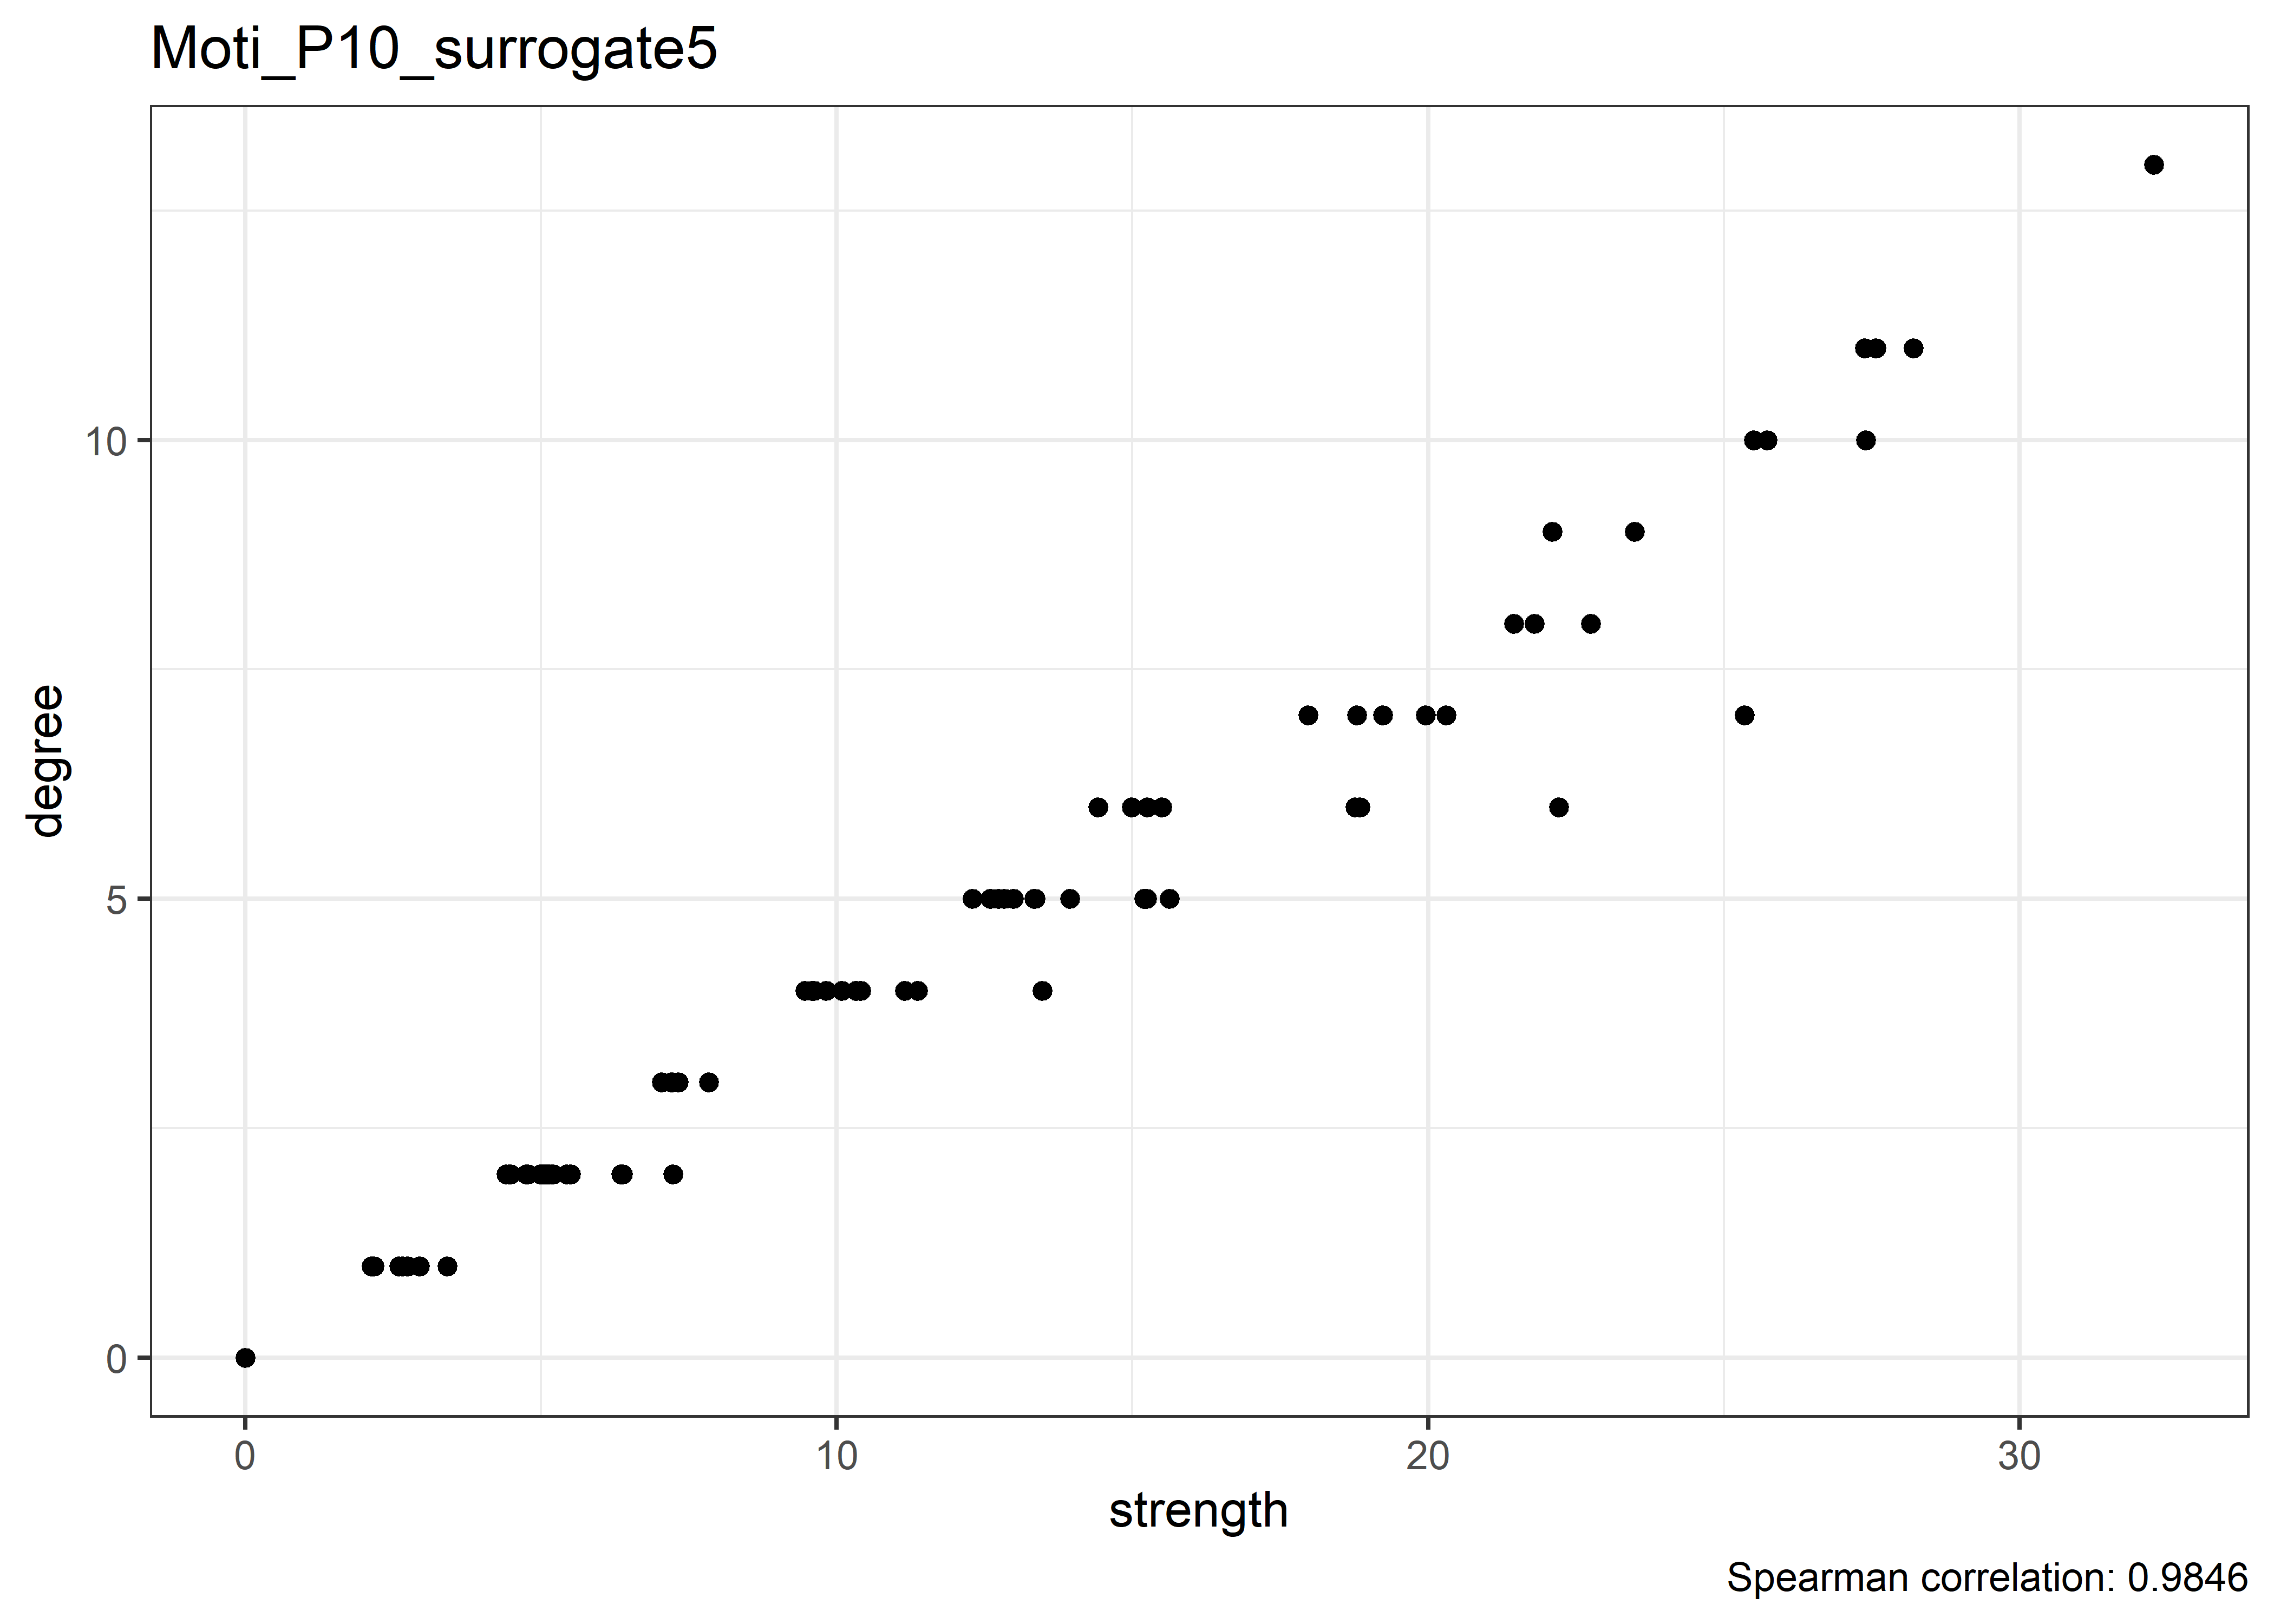 Moti_P10_surrogate5
degree
10
5
0
0 10 20 30
strength
Spearman correlation: 0.9846